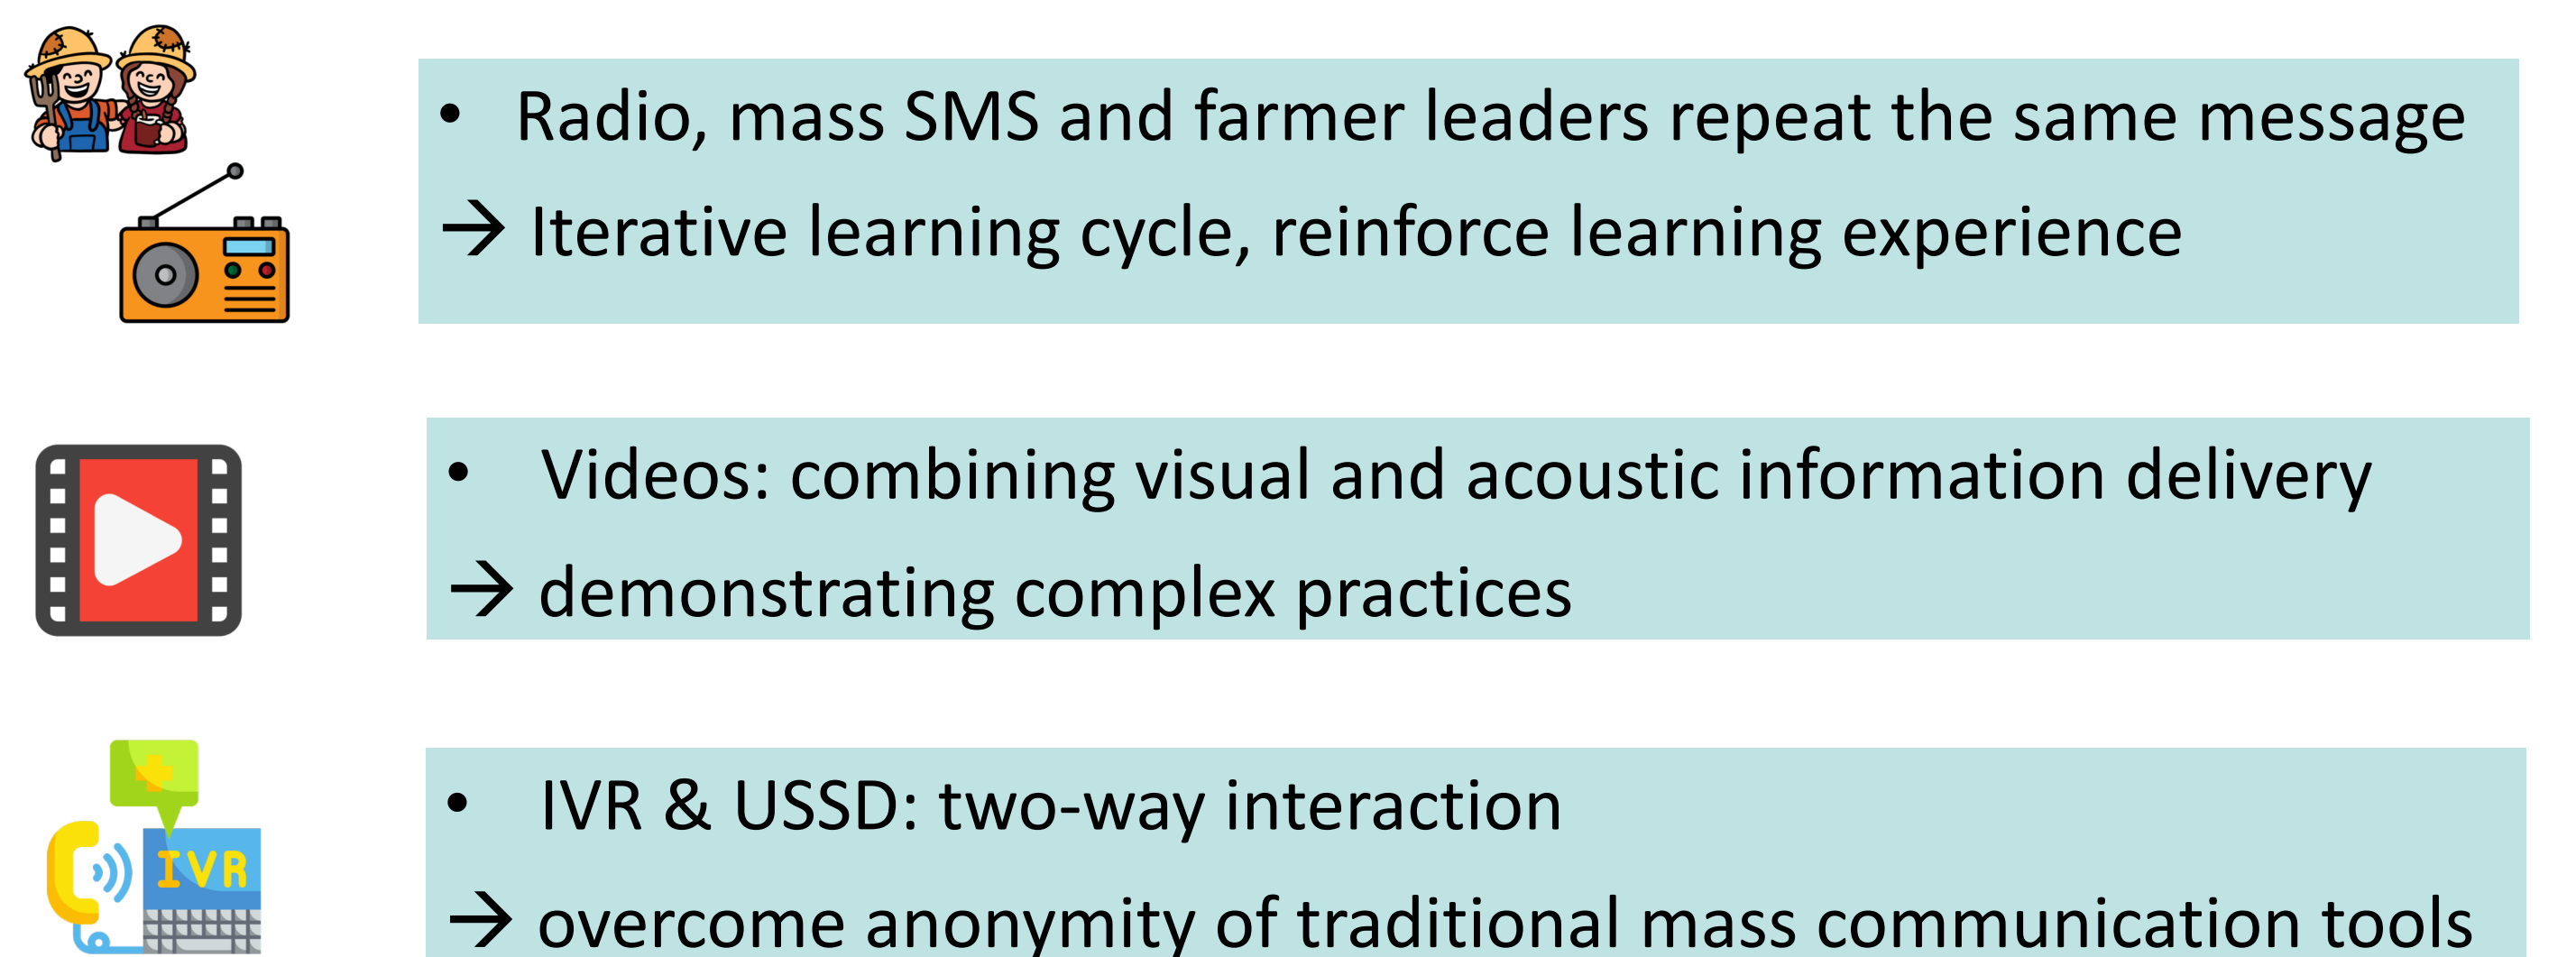 • Radio, mass SMS and farmer leaders repeat the same message
→ Iterative learning cycle, reinforce learning experience
• Videos: combining visual and acoustic information delivery
→ demonstrating complex practices
• IVR & USSD: two-way interaction
IVR
→ overcome anonymity of traditional mass communication tools